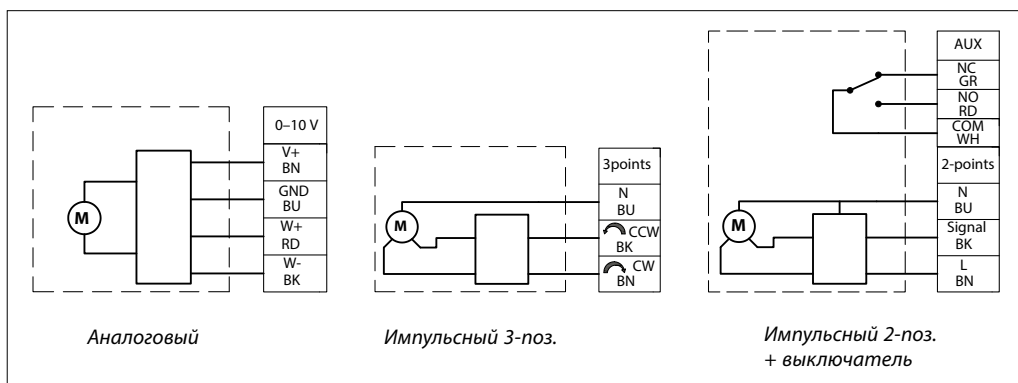 0–10 V
V+
BN
GND
BU
W+
RD
W-
BK
M
Аналоговый
3points
N
BU
CCW
BK
CW
BN
M
Импульсный 3-поз.
AUX
NC
GR
NO
RD
COM
WH
2-points
N
BU
Signal
BK
L
BN
M
Импульсный 2-поз.
+ выключатель